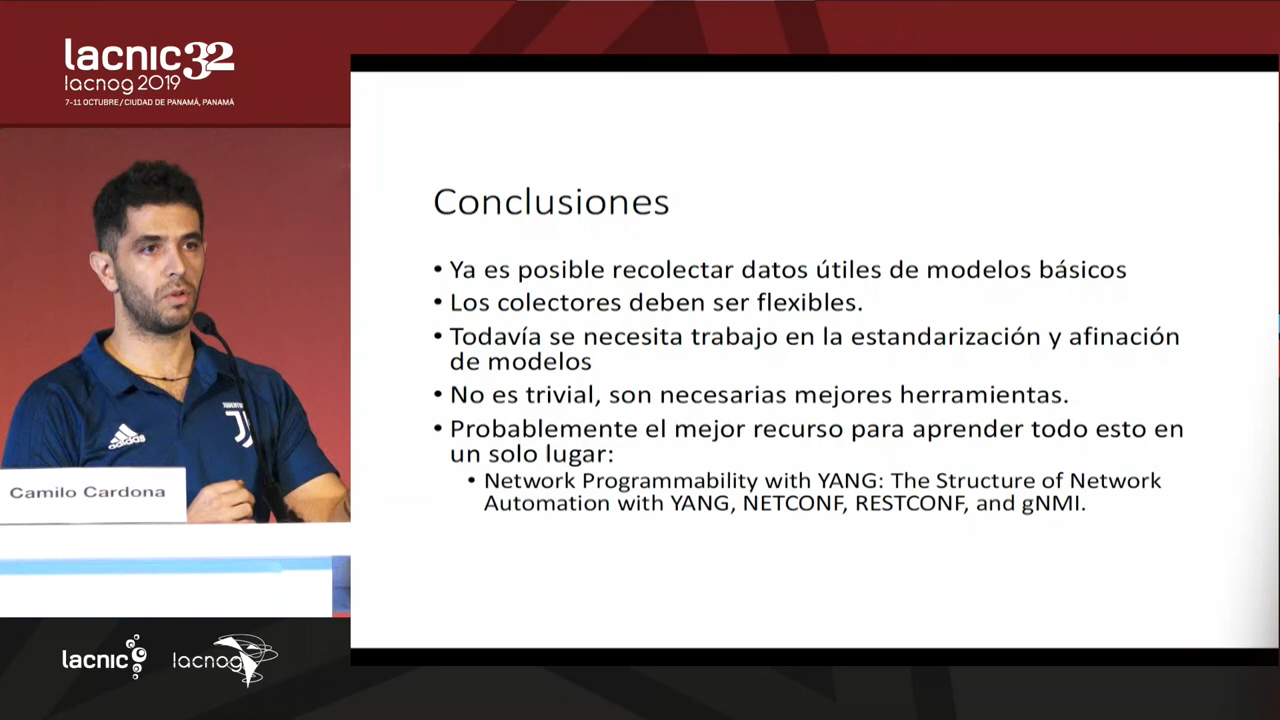 lacnic32
lacnog 2019
7-11 OCTUBRE / CIUDAD DE PANAMÁ, PANAMÁ
Conclusiones
• Ya es posible recolectar datos útiles de modelos básicos
• Los colectores deben ser flexibles.
• Todavía se necesita trabajo en la estandarización y afinación
de modelos
• No es trivial, son necesarias mejores herramientas.
• Probablemente el mejor recurso para aprender todo esto en
un solo lugar:
• Network Programmability with YANG: The Structure of Network
Automation with YANG, NETCONF, RESTCONF, and gNMI.
JUVENTUS
adidas
Camilo Cardona
lacnic
lacnog